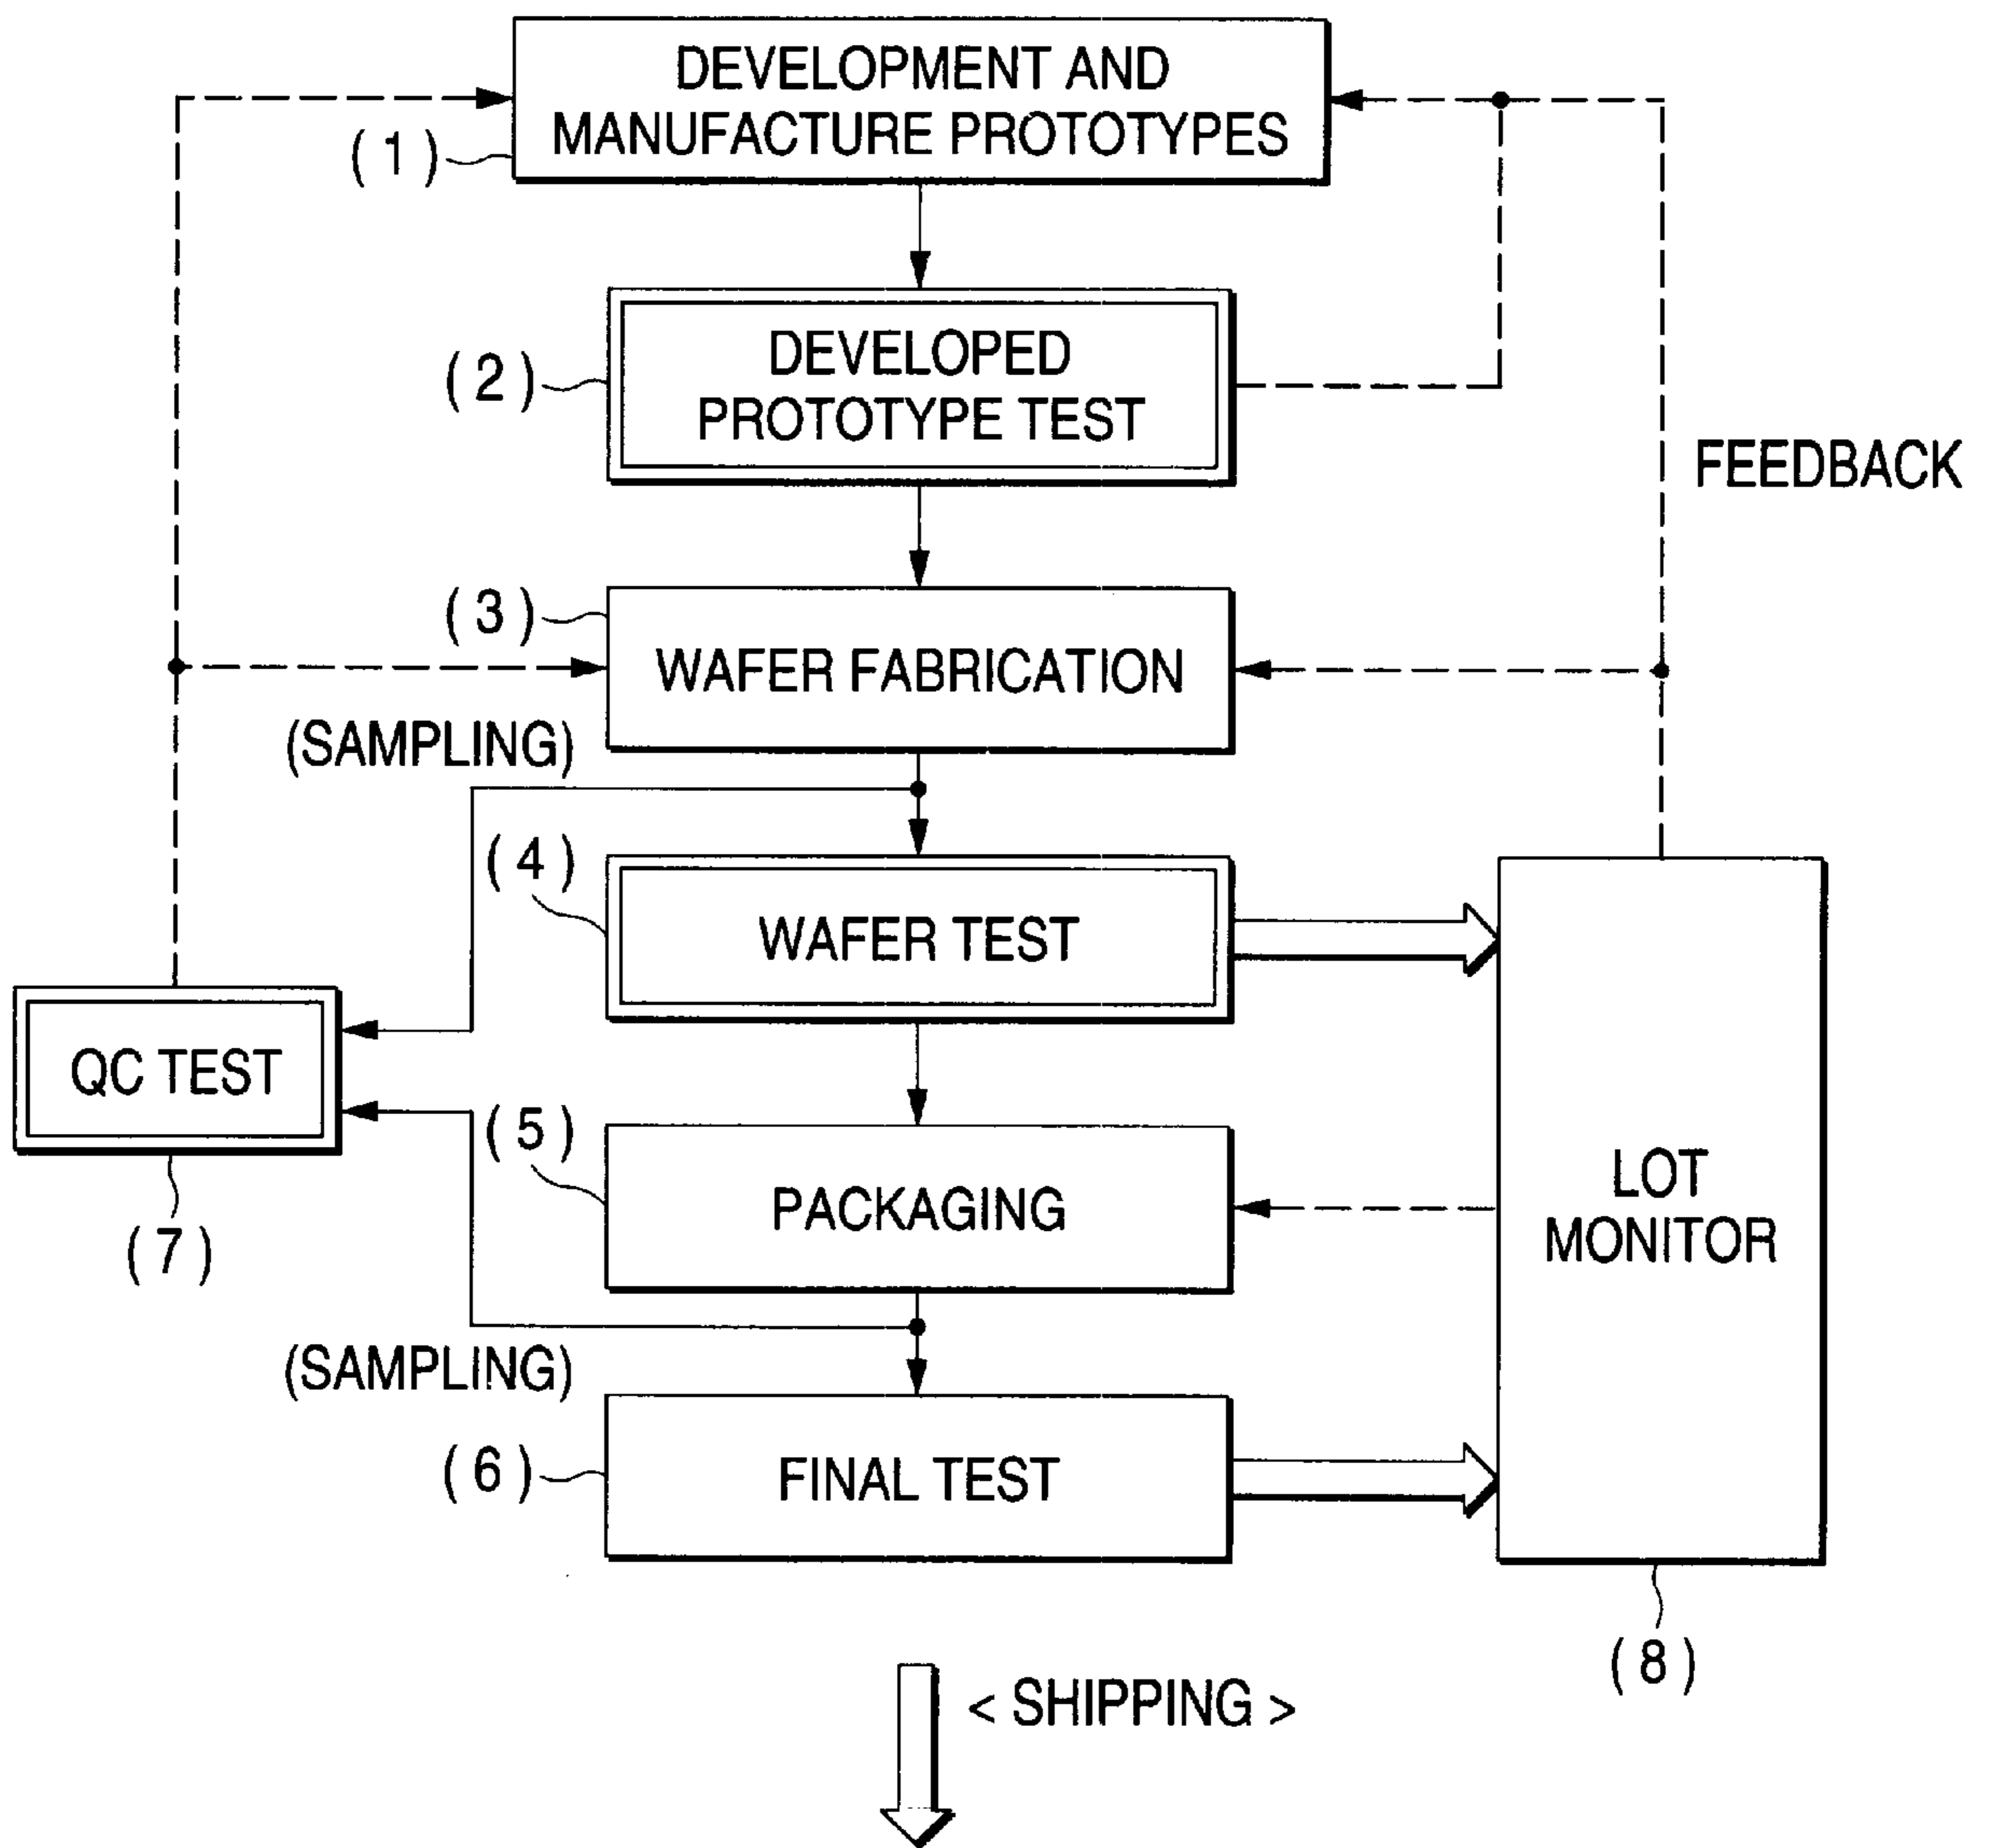 DEVELOPMENT AND
MANUFACTURE PROTOTYPES
( 1 )
DEVELOPED
PROTOTYPE TEST
( 2 )
FEEDBACK
( 3 )
WAFER FABRICATION
(SAMPLING)
( 4 )
WAFER TEST
QC TEST
( 7 )
( 5 )
PACKAGING
LOT
MONITOR
(SAMPLING)
( 6 )
FINAL TEST
( 8 )
< SHIPPING >